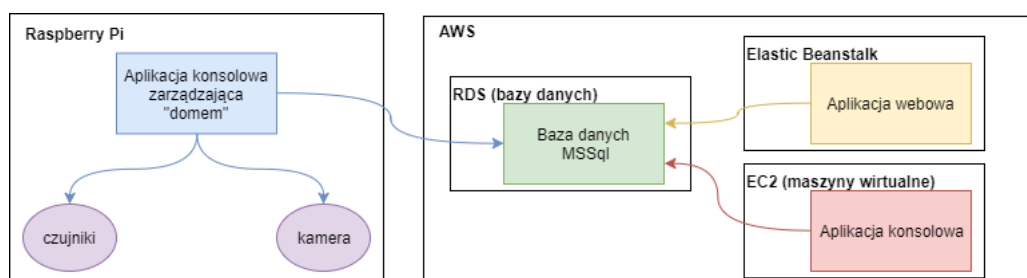 Raspberry Pi
Aplikacja konsolowa
zarządzająca
"domem"
czujniki
kamera
AWS
RDS (bazy danych)
Baza danych
MSSql
Elastic Beanstalk
Aplikacja webowa
EC2 (maszyny wirtualne)
Aplikacja konsolowa